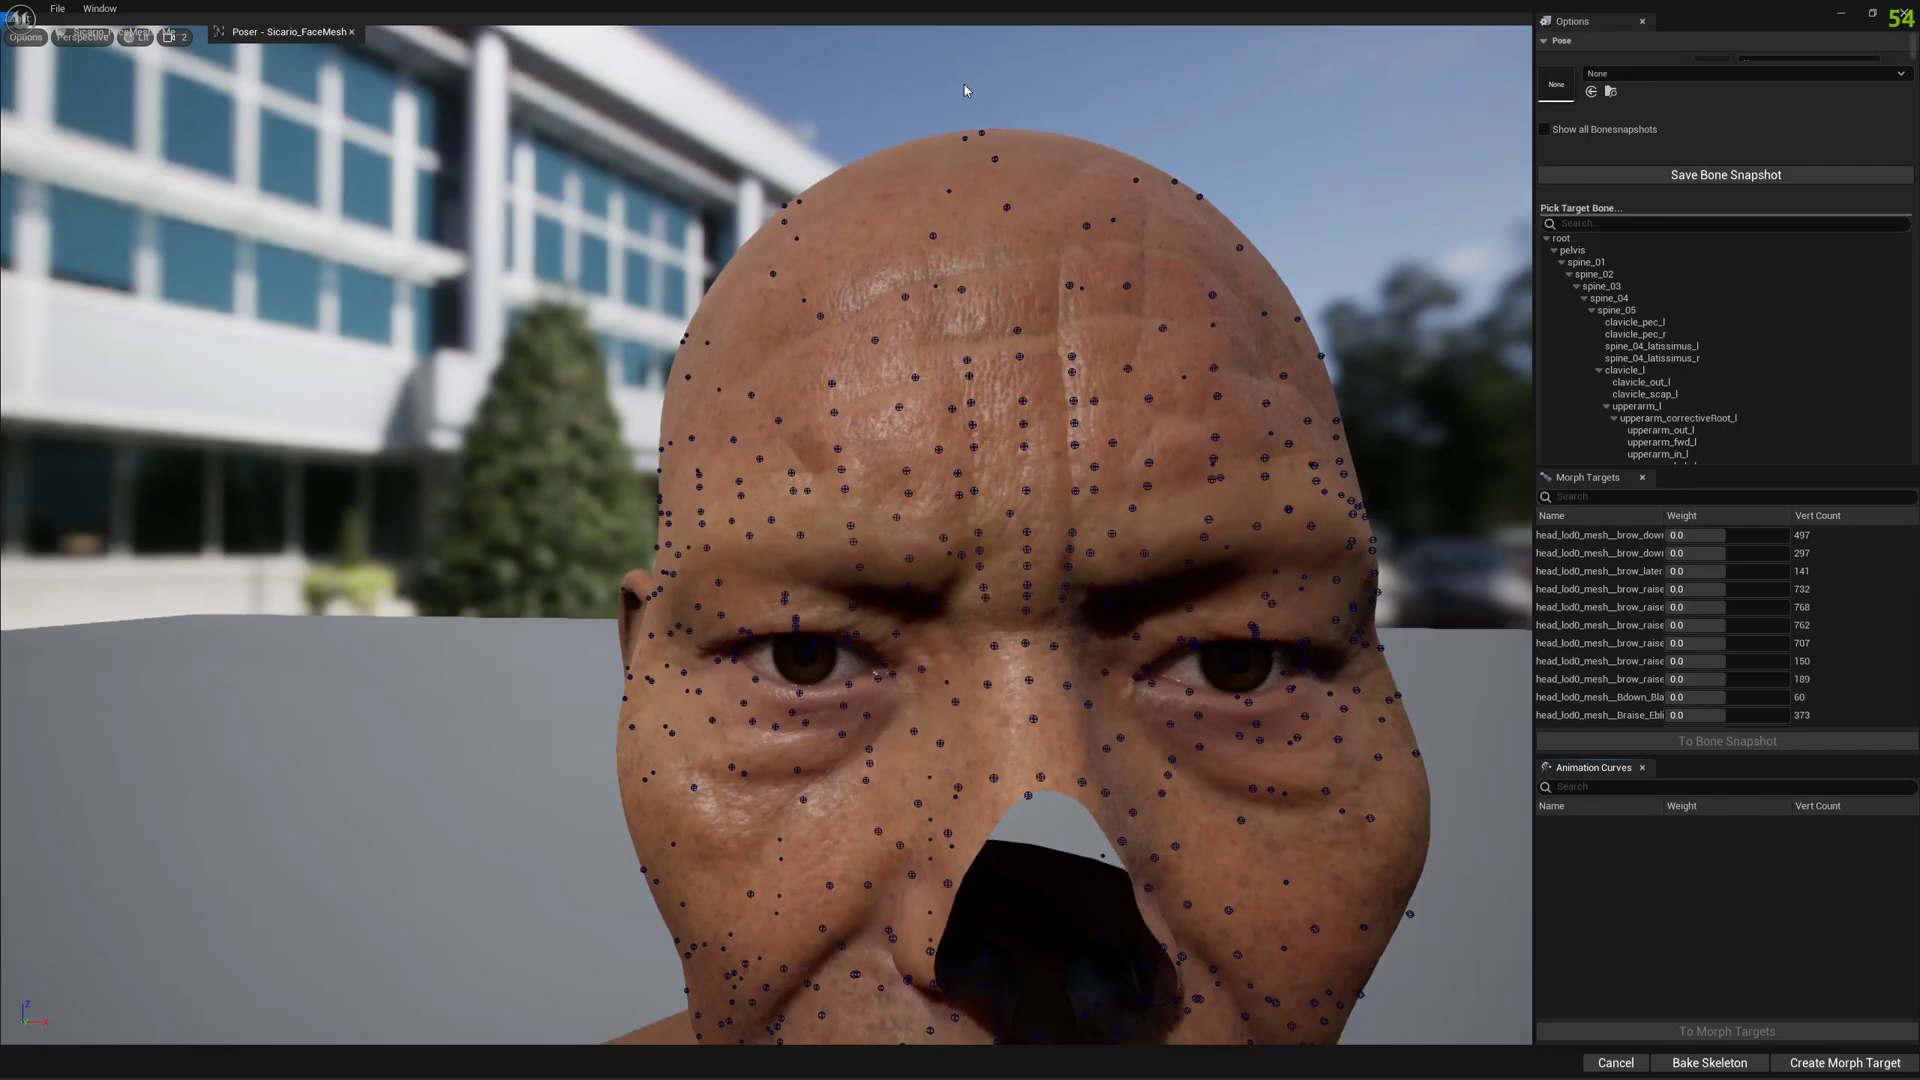 File Window
54
Options Perspective Lit 2
Poser - Sicario_FaceMesh
Options
Pose
None
None
Show all Bonesnapshots
Save Bone Snapshot
Pick Target Bone...
Search...
root
pelvis
spine_01
spine_02
spine_03
spine_04
spine_05
clavicle_pec_l
clavicle_pec_r
spine_04_latissimus_l
spine_04_latissimus_r
clavicle_l
clavicle_out_l
clavicle_scap_l
upperarm_l
upperarm_correctiveRoot_l
upperarm_out_l
upperarm_fwd_l
upperarm_in_l
Morph Targets
Search
Name Weight Vert Count
head_lod0_mesh__brow_down 0.0 497
head_lod0_mesh__brow_down 0.0 297
head_lod0_mesh__brow_later 0.0 141
head_lod0_mesh__brow_raise 0.0 732
head_lod0_mesh__brow_raise 0.0 768
head_lod0_mesh__brow_raise 0.0 762
head_lod0_mesh__brow_raise 0.0 707
head_lod0_mesh__brow_raise 0.0 150
head_lod0_mesh__brow_raise 0.0 189
head_lod0_mesh__Bdown_Bla 0.0 60
head_lod0_mesh__Braise_Ebli 0.0 373
To Bone Snapshot
Animation Curves
Search
Name Weight Vert Count
To Morph Targets
Cancel Bake Skeleton Create Morph Target
Z
X